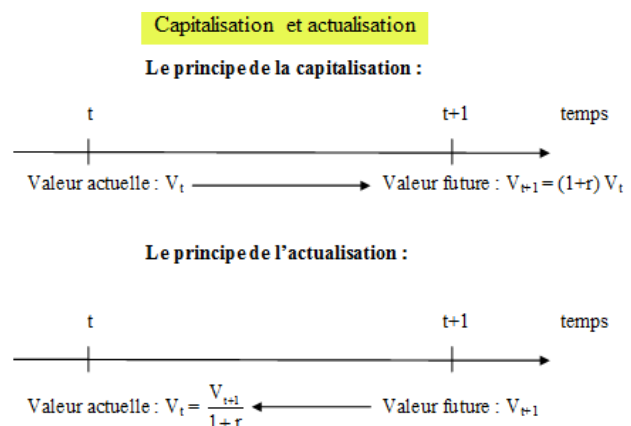 Capitalisation et actualisation
Le principe de la capitalisation :
t t+1 temps
Valeur actuelle : Vₜ Valeur future : Vₜ₊₁ = (1+r) Vₜ
Le principe de l’actualisation :
t t+1 temps
Valeur actuelle : Vₜ = Vₜ₊₁ / 1 + r Valeur future : Vₜ₊₁